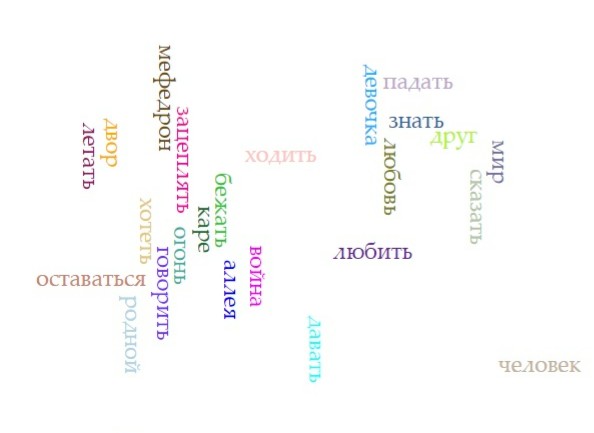 мефедрон
девочка
падать
зацеплять
двор
летать
знать
друг
любовь
мир
ходить
сказать
бежать
хотеть
каре
огонь
любить
говорить
война
аллея
оставаться
родной
давать
человек